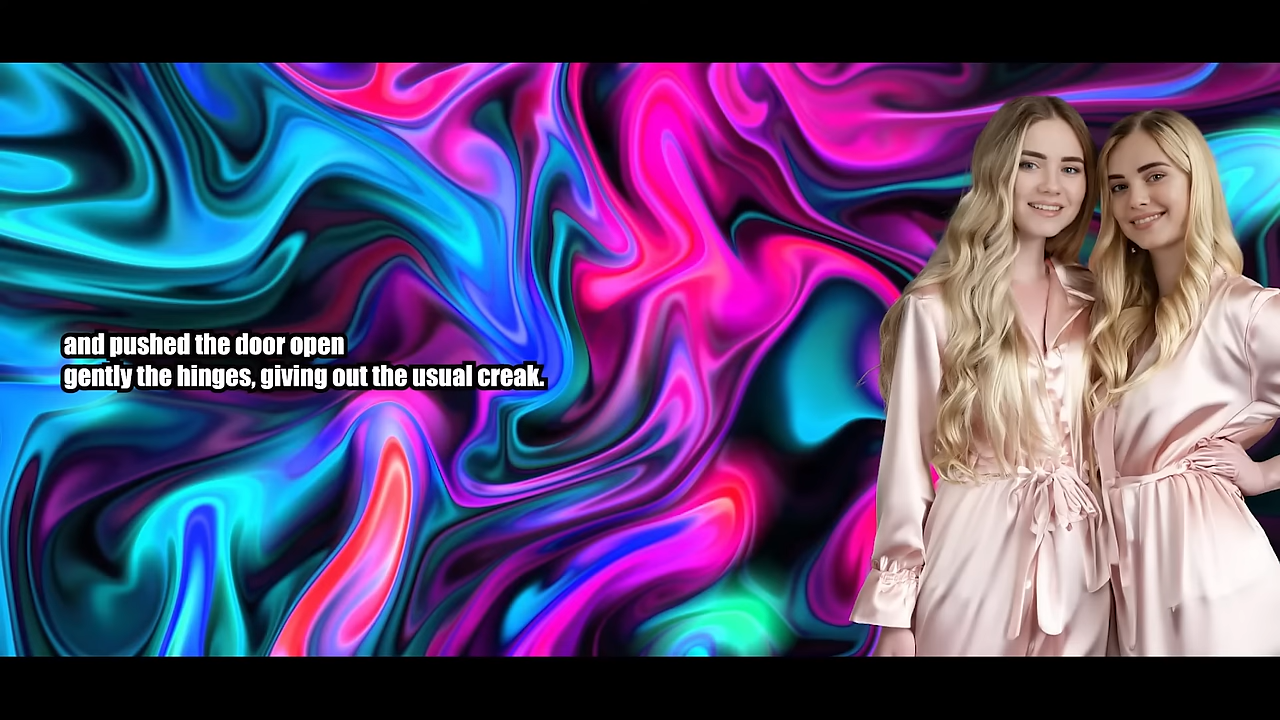 and pushed the door open
gently the hinges, giving out the usual creak.